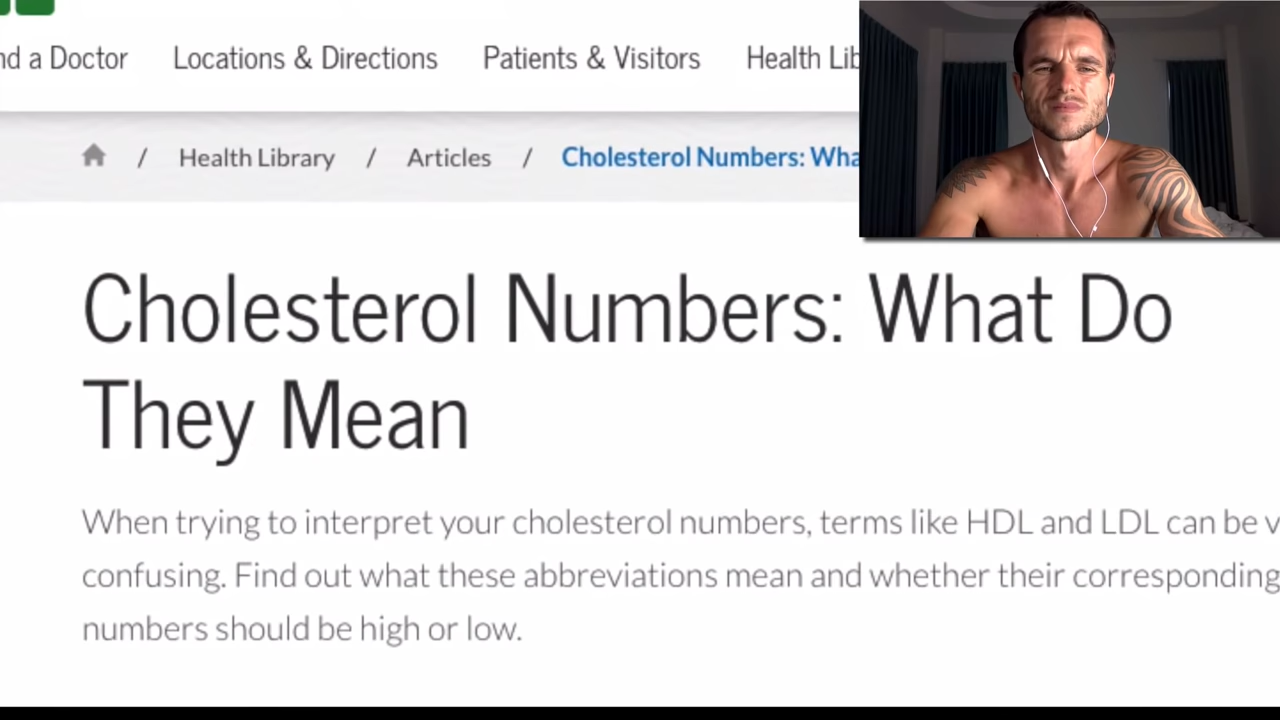 nd a Doctor Locations & Directions Patients & Visitors Health Lib
/ Health Library / Articles / Cholesterol Numbers: Wha
Cholesterol Numbers: What Do
They Mean
When trying to interpret your cholesterol numbers, terms like HDL and LDL can be v
confusing. Find out what these abbreviations mean and whether their corresponding
numbers should be high or low.